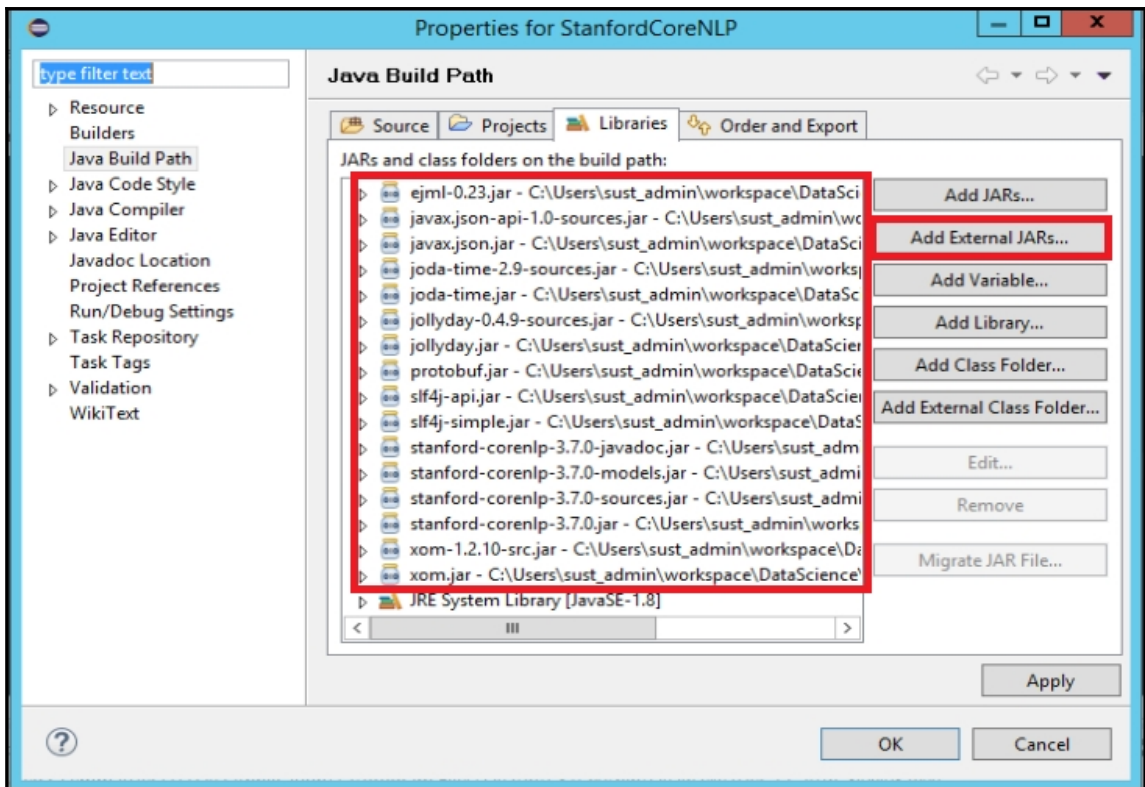 Properties for StanfordCoreNLP
type filter text
Resource
Builders
Java Build Path
Java Code Style
Java Compiler
Java Editor
Javadoc Location
Project References
Run/Debug Settings
Task Repository
Task Tags
Validation
WikiText
Java Build Path
Source Projects Libraries Order and Export
JARs and class folders on the build path:
ejml-0.23.jar - C:\Users\sust_admin\workspace\DataSci
javax.json-api-1.0-sources.jar - C:\Users\sust_admin\wo
javax.json.jar - C:\Users\sust_admin\workspace\DataSci
joda-time-2.9-sources.jar - C:\Users\sust_admin\works
joda-time.jar - C:\Users\sust_admin\workspace\DataSc
jollyday-0.4.9-sources.jar - C:\Users\sust_admin\works
jollyday.jar - C:\Users\sust_admin\workspace\DataScier
protobuf.jar - C:\Users\sust_admin\workspace\DataScie
slf4j-api.jar - C:\Users\sust_admin\workspace\DataScie
slf4j-simple.jar - C:\Users\sust_admin\workspace\DataS
stanford-corenlp-3.7.0-javadoc.jar - C:\Users\sust_adm
stanford-corenlp-3.7.0-models.jar - C:\Users\sust_admi
stanford-corenlp-3.7.0-sources.jar - C:\Users\sust_admi
stanford-corenlp-3.7.0.jar - C:\Users\sust_admin\works
xom-1.2.10-src.jar - C:\Users\sust_admin\workspace\Da
xom.jar - C:\Users\sust_admin\workspace\DataScience\
JRE System Library [JavaSE-1.8]
Add JARs...
Add External JARs...
Add Variable...
Add Library...
Add Class Folder...
Add External Class Folder...
Edit...
Remove
Migrate JAR File...
Apply
OK Cancel